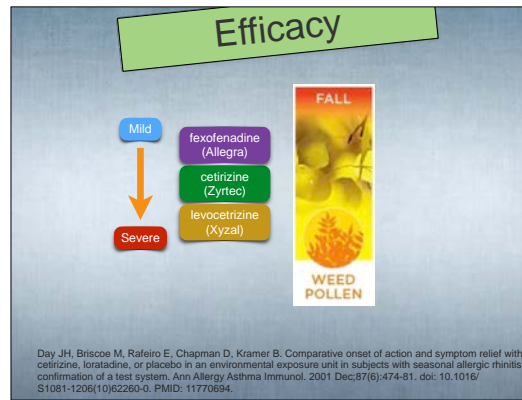 Efficacy
FALL
Mild
fexofenadine
(Allegra)
cetirizine
(Zyrtec)
levocetrizine
(Xyzal)
Severe
WEED
POLLEN
Day JH, Briscoe M, Rafeiro E, Chapman D, Kramer B. Comparative onset of action and symptom relief with
cetirizine, loratadine, or placebo in an environmental exposure unit in subjects with seasonal allergic rhinitis
confirmation of a test system. Ann Allergy Asthma Immunol. 2001 Dec;87(6):474-81. doi: 10.1016/
S1081-1206(10)62260-0. PMID: 11770694.